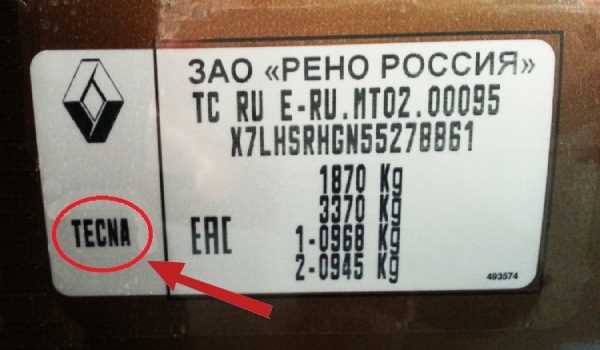 ЗАО «РЕНО РОССИЯ»
TC RU E-RU.MT02.00095
X7LHSRHGN55278861
1870 Kg
3370 Kg
TECNA
EAC
1-0968 Kg
2-0945 Kg
493574